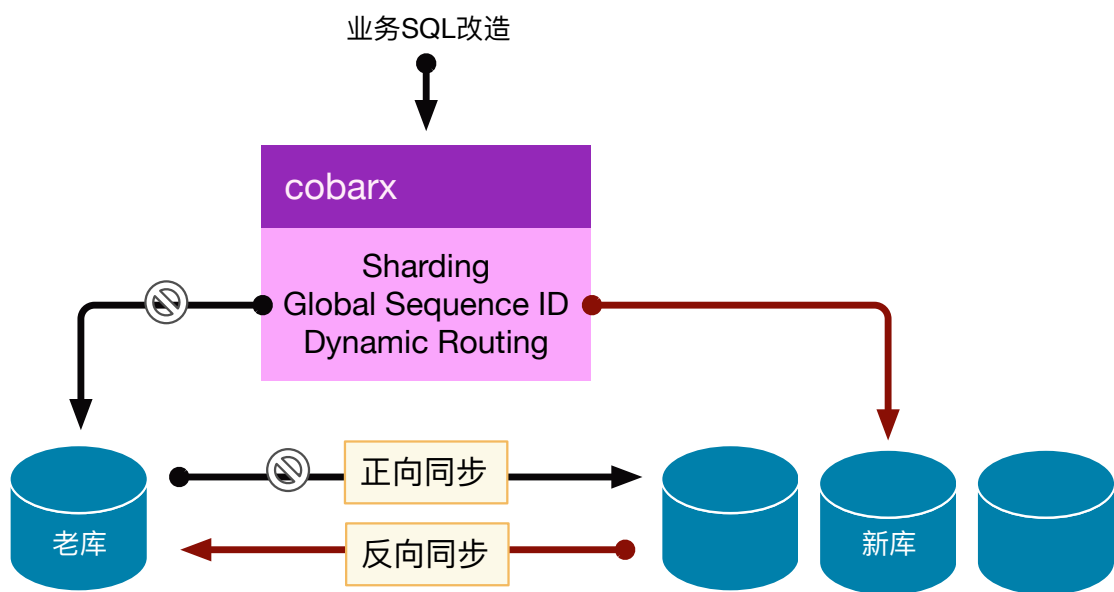 业务SQL改造
cobarx
Sharding
Global Sequence ID
Dynamic Routing
正向同步
老库
反向同步
新库